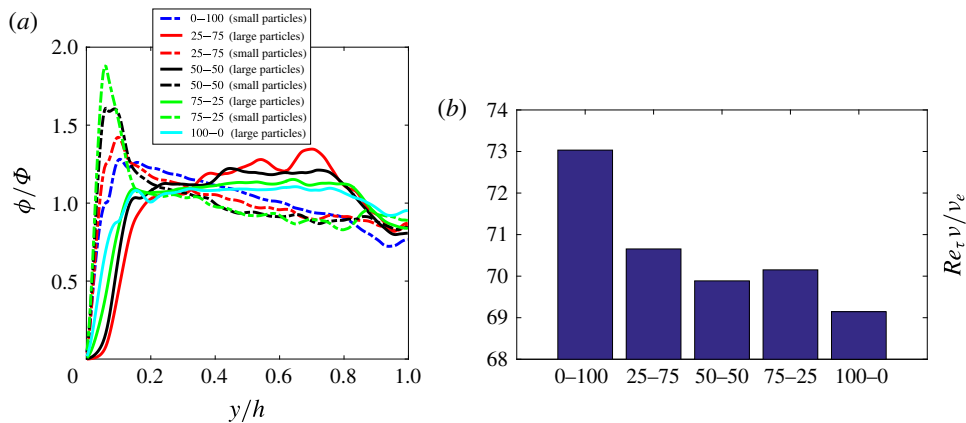 (a)
0–100 (small particles)
25–75 (large particles)
25–75 (small particles)
50–50 (large particles)
50–50 (small particles)
75–25 (large particles)
75–25 (small particles)
100–0 (large particles)
2.0
1.5
1.0
0.5
0 0.2 0.4 0.6 0.8 1.0
ϕ/Φ
y/h
(b)
74
73
72
71
70
69
68
0–100 25–75 50–50 75–25 100–0
Re_τ ν/ν_e